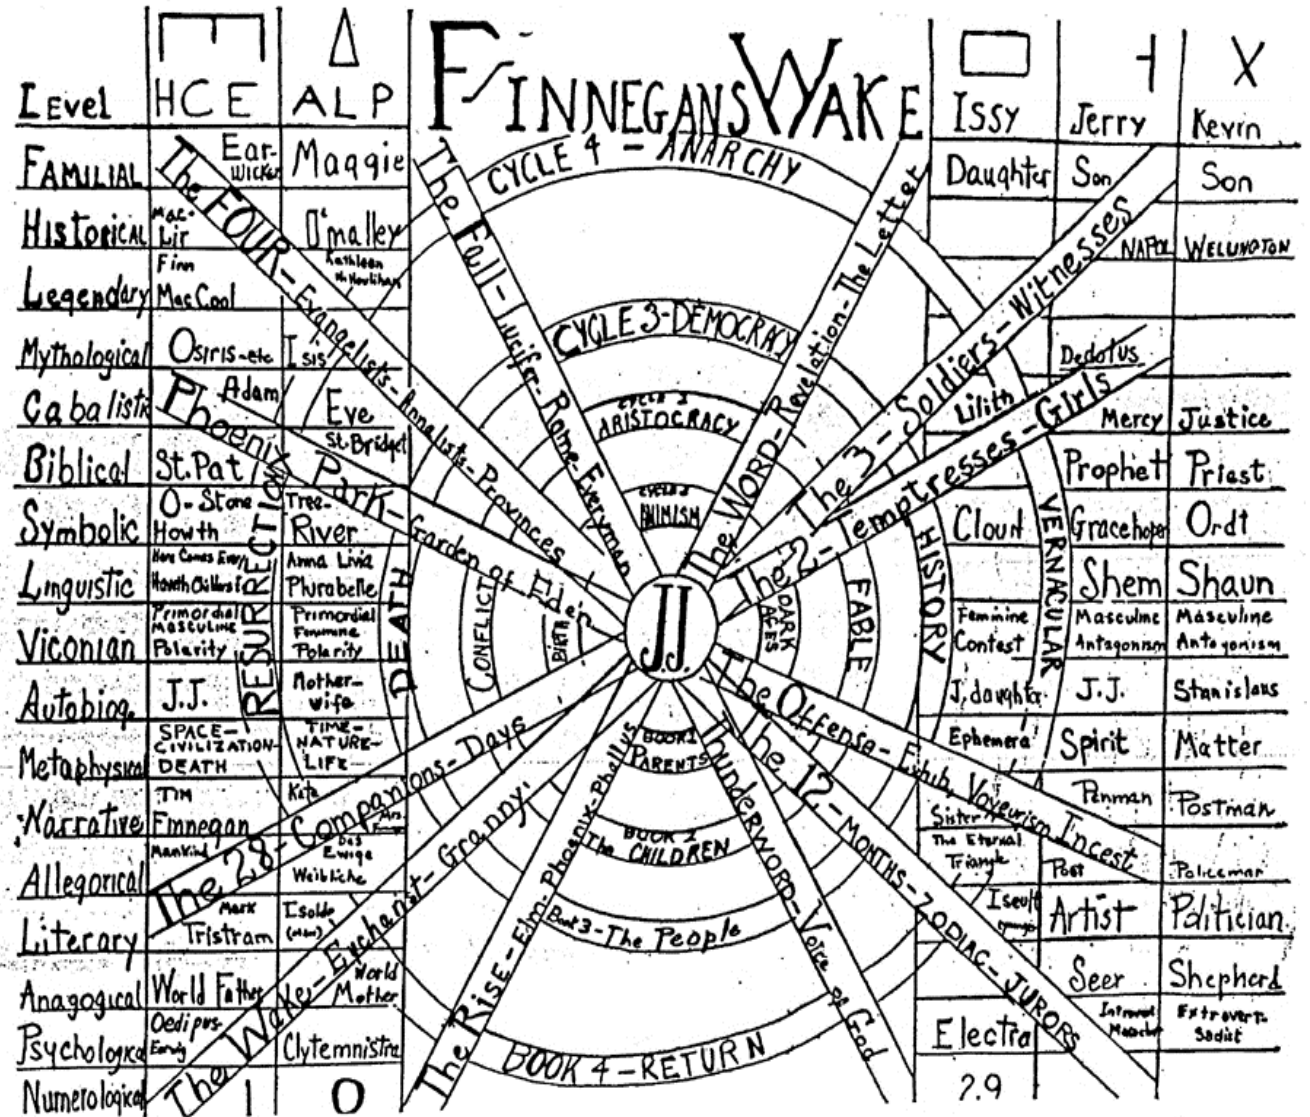 FINNEGANS WAKE
Level HCE ALP ISSY Jerry Kevin
FAMILIAL Ear-wicker Maggie Daughter Son Son
Historical Mac-Lir O'malley NAPOL WELLINGTON
Legendary Finn MacCool Kathleen Ni Houlihan
Mythological Osiris-etc Isis Dedalus
Cabalistic Adam Eve Lilith Mercy Justice
Biblical St.Pat St. Bridget Prophet Priest
Symbolic O-Stone Howth Tree-River Cloud Gracehoper Ondt
Linguistic Here Comes Every Howth Childers E Anna Livia Plurabelle Shem Shaun
Viconian Primordial MASCULINE Polarity Primordial Feminine Polarity Feminine Contest Masculine Antagonism Masculine Antagonism
Autobiog. J.J. Mother-wife J. daughter J.J. Stanislaus
Metaphysical SPACE-CIVILIZATION-DEATH TIME-NATURE-LIFE Ephemera Spirit Matter
Narrative TIM Finnegan Kate Sister Penman Postman
Allegorical Mankind Das Ewige Weibliche The Eternal Triangle Post Policeman
Literary Mark Tristram Isolde Iseult Artist Politician
Anagogical World Father World Mother Seer Shepherd
Psychological Oedipus- Clytemnistra Electra Introvert Extrovert-Sadist
Numerological 1 0 29
The FOUR-Evangelists-Annalists-Provinces
Phoenix Park-Garden of Eden
The Fall-Lucifer-Rome-Everyman
The WORD-Revelation-The Letter
The 3-Soldiers-Witnesses
The 2-Temptresses-Girls
The Offense-Exhib, Voyeurism Incest
The 12-MONTHS-ZODIAC-JURORS
THUNDERWORD-Voice of God
The Rise-Elm-Phoenix-Phallus
The Wake-Eucharist-Granny
The 28-Companions-Days
CYCLE 4 - ANARCHY
CYCLE 3-DEMOCRACY
CYCLE 2
ARISTOCRACY
ANIMISM
J.J.
RESURRECTION
DEATH
CONFLICT
BIRTH
DARK AGES
FABLE
HISTORY
VERNACULAR
BOOK 1
PARENTS
BOOK 2
The CHILDREN
Book 3-The People
BOOK 4-RETURN